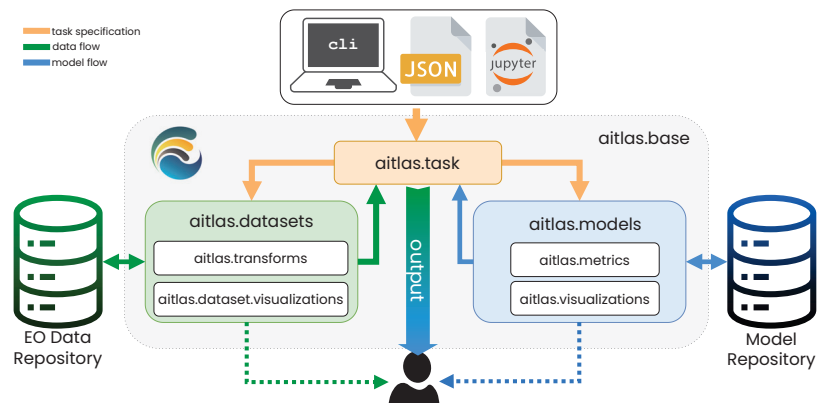 task specification
data flow
model flow
cli
JSON
jupyter
aitlas.base
aitlas.task
aitlas.datasets
aitlas.transforms
aitlas.dataset.visualizations
output
aitlas.models
aitlas.metrics
aitlas.visualizations
EO Data
Repository
Model
Repository